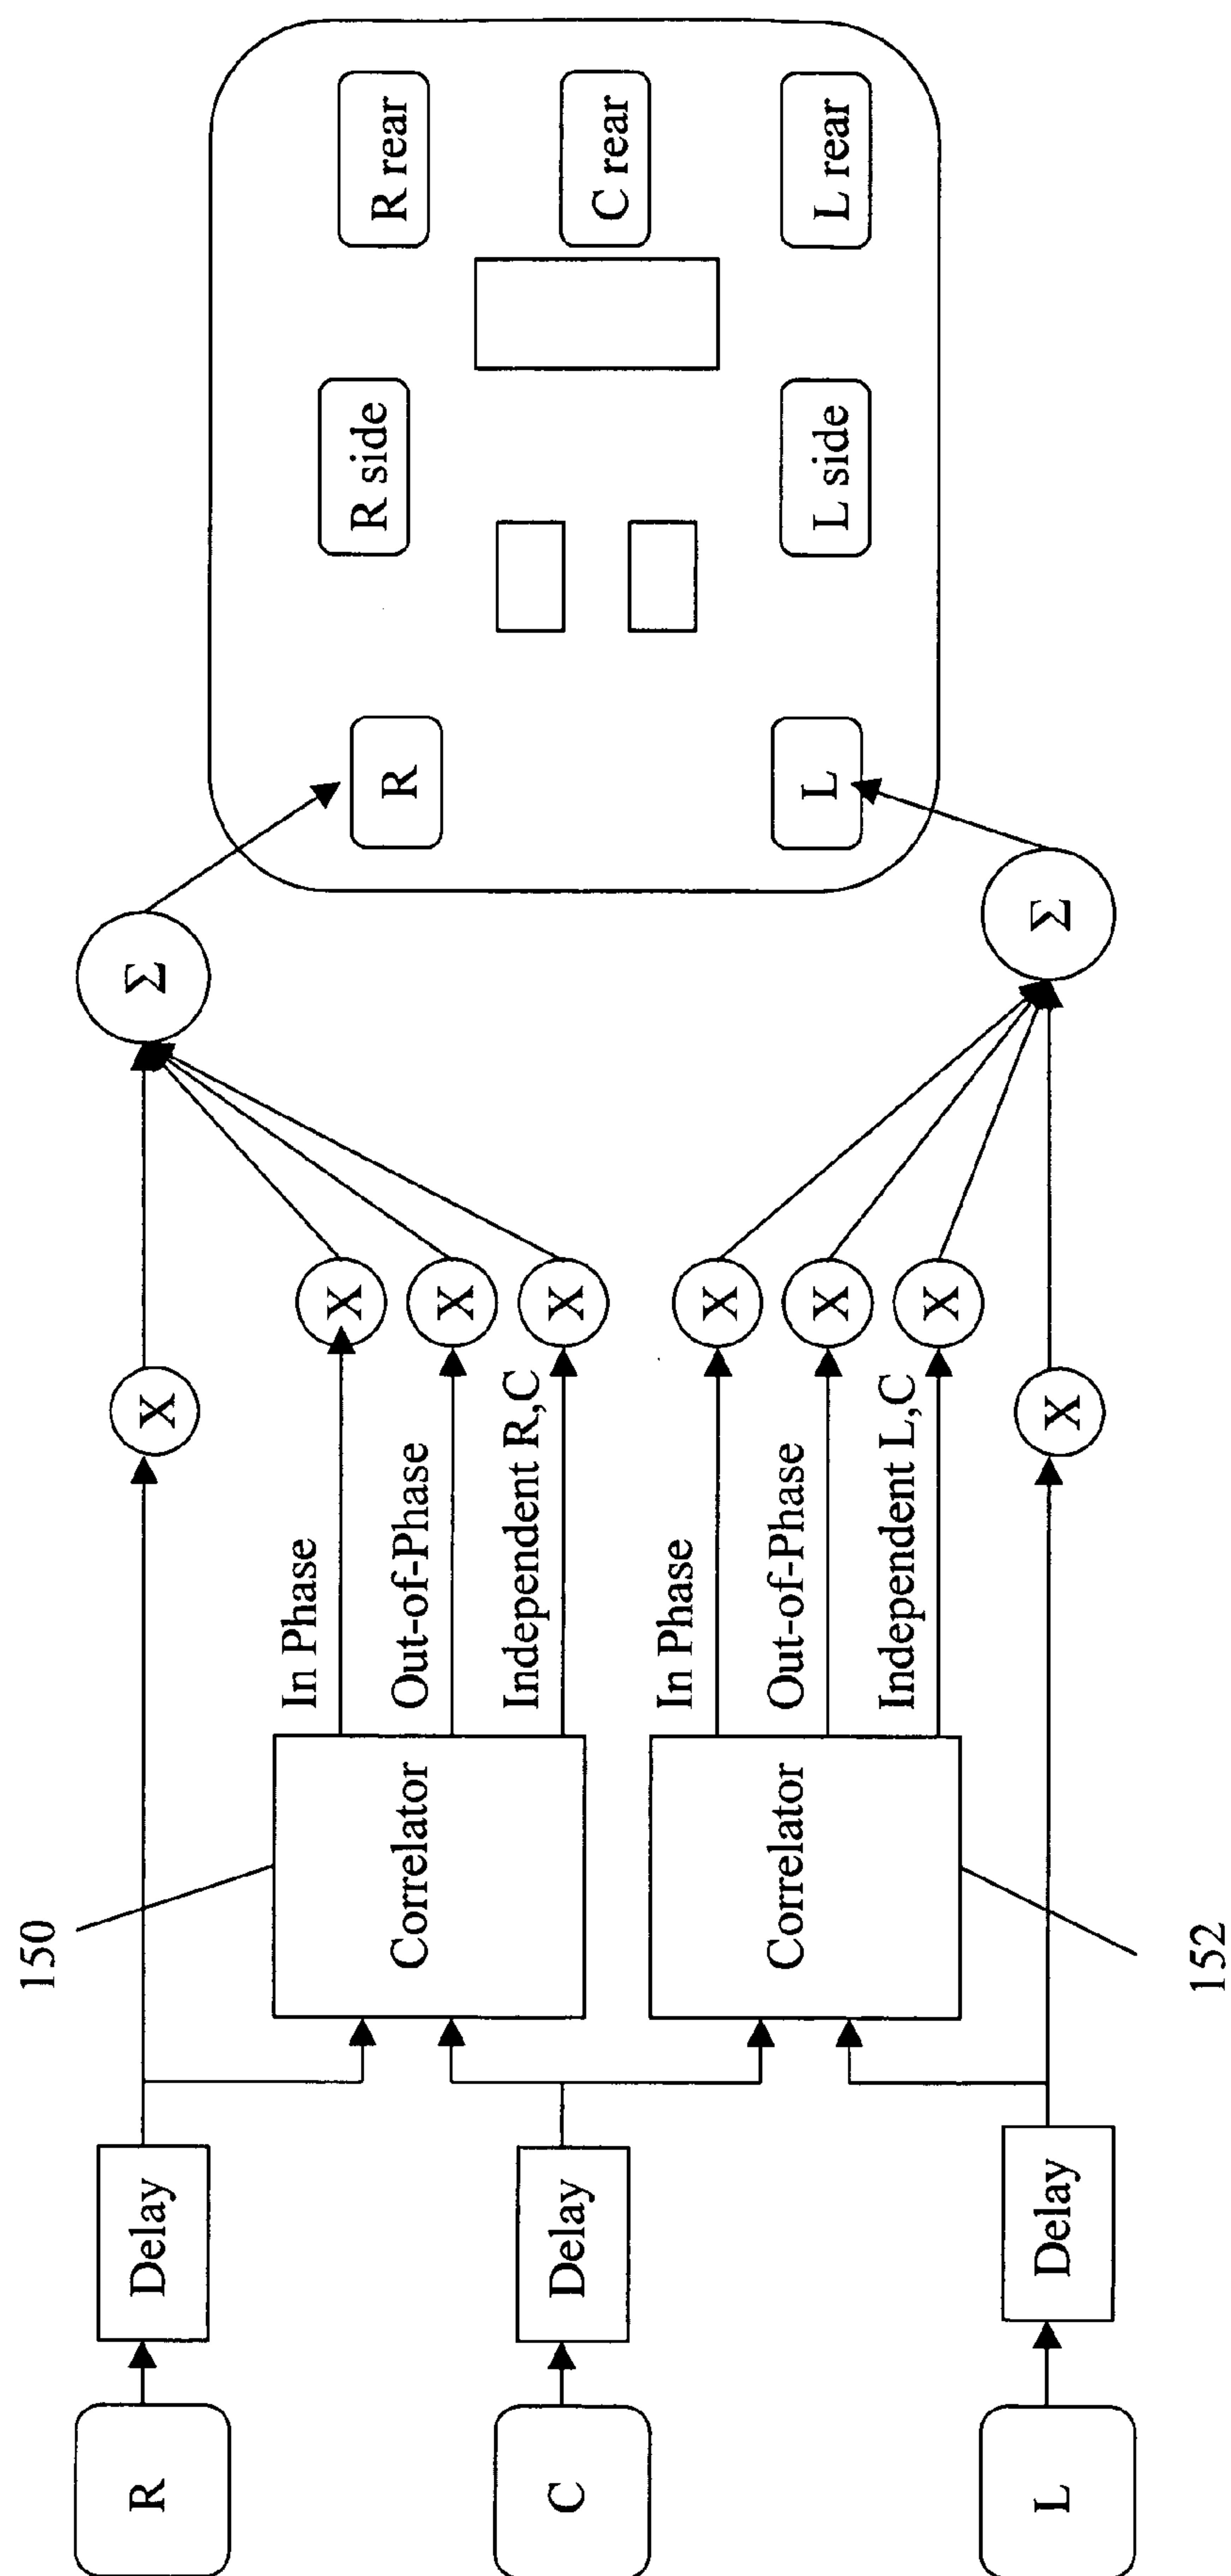 150
R
Delay
X
Σ
In Phase
X
Correlator
Out-of-Phase
X
Independent R,C
X
C
Delay
In Phase
X
Correlator
Out-of-Phase
X
Independent L,C
X
L
Delay
X
Σ
152
R
R side
R rear
C rear
L
L side
L rear